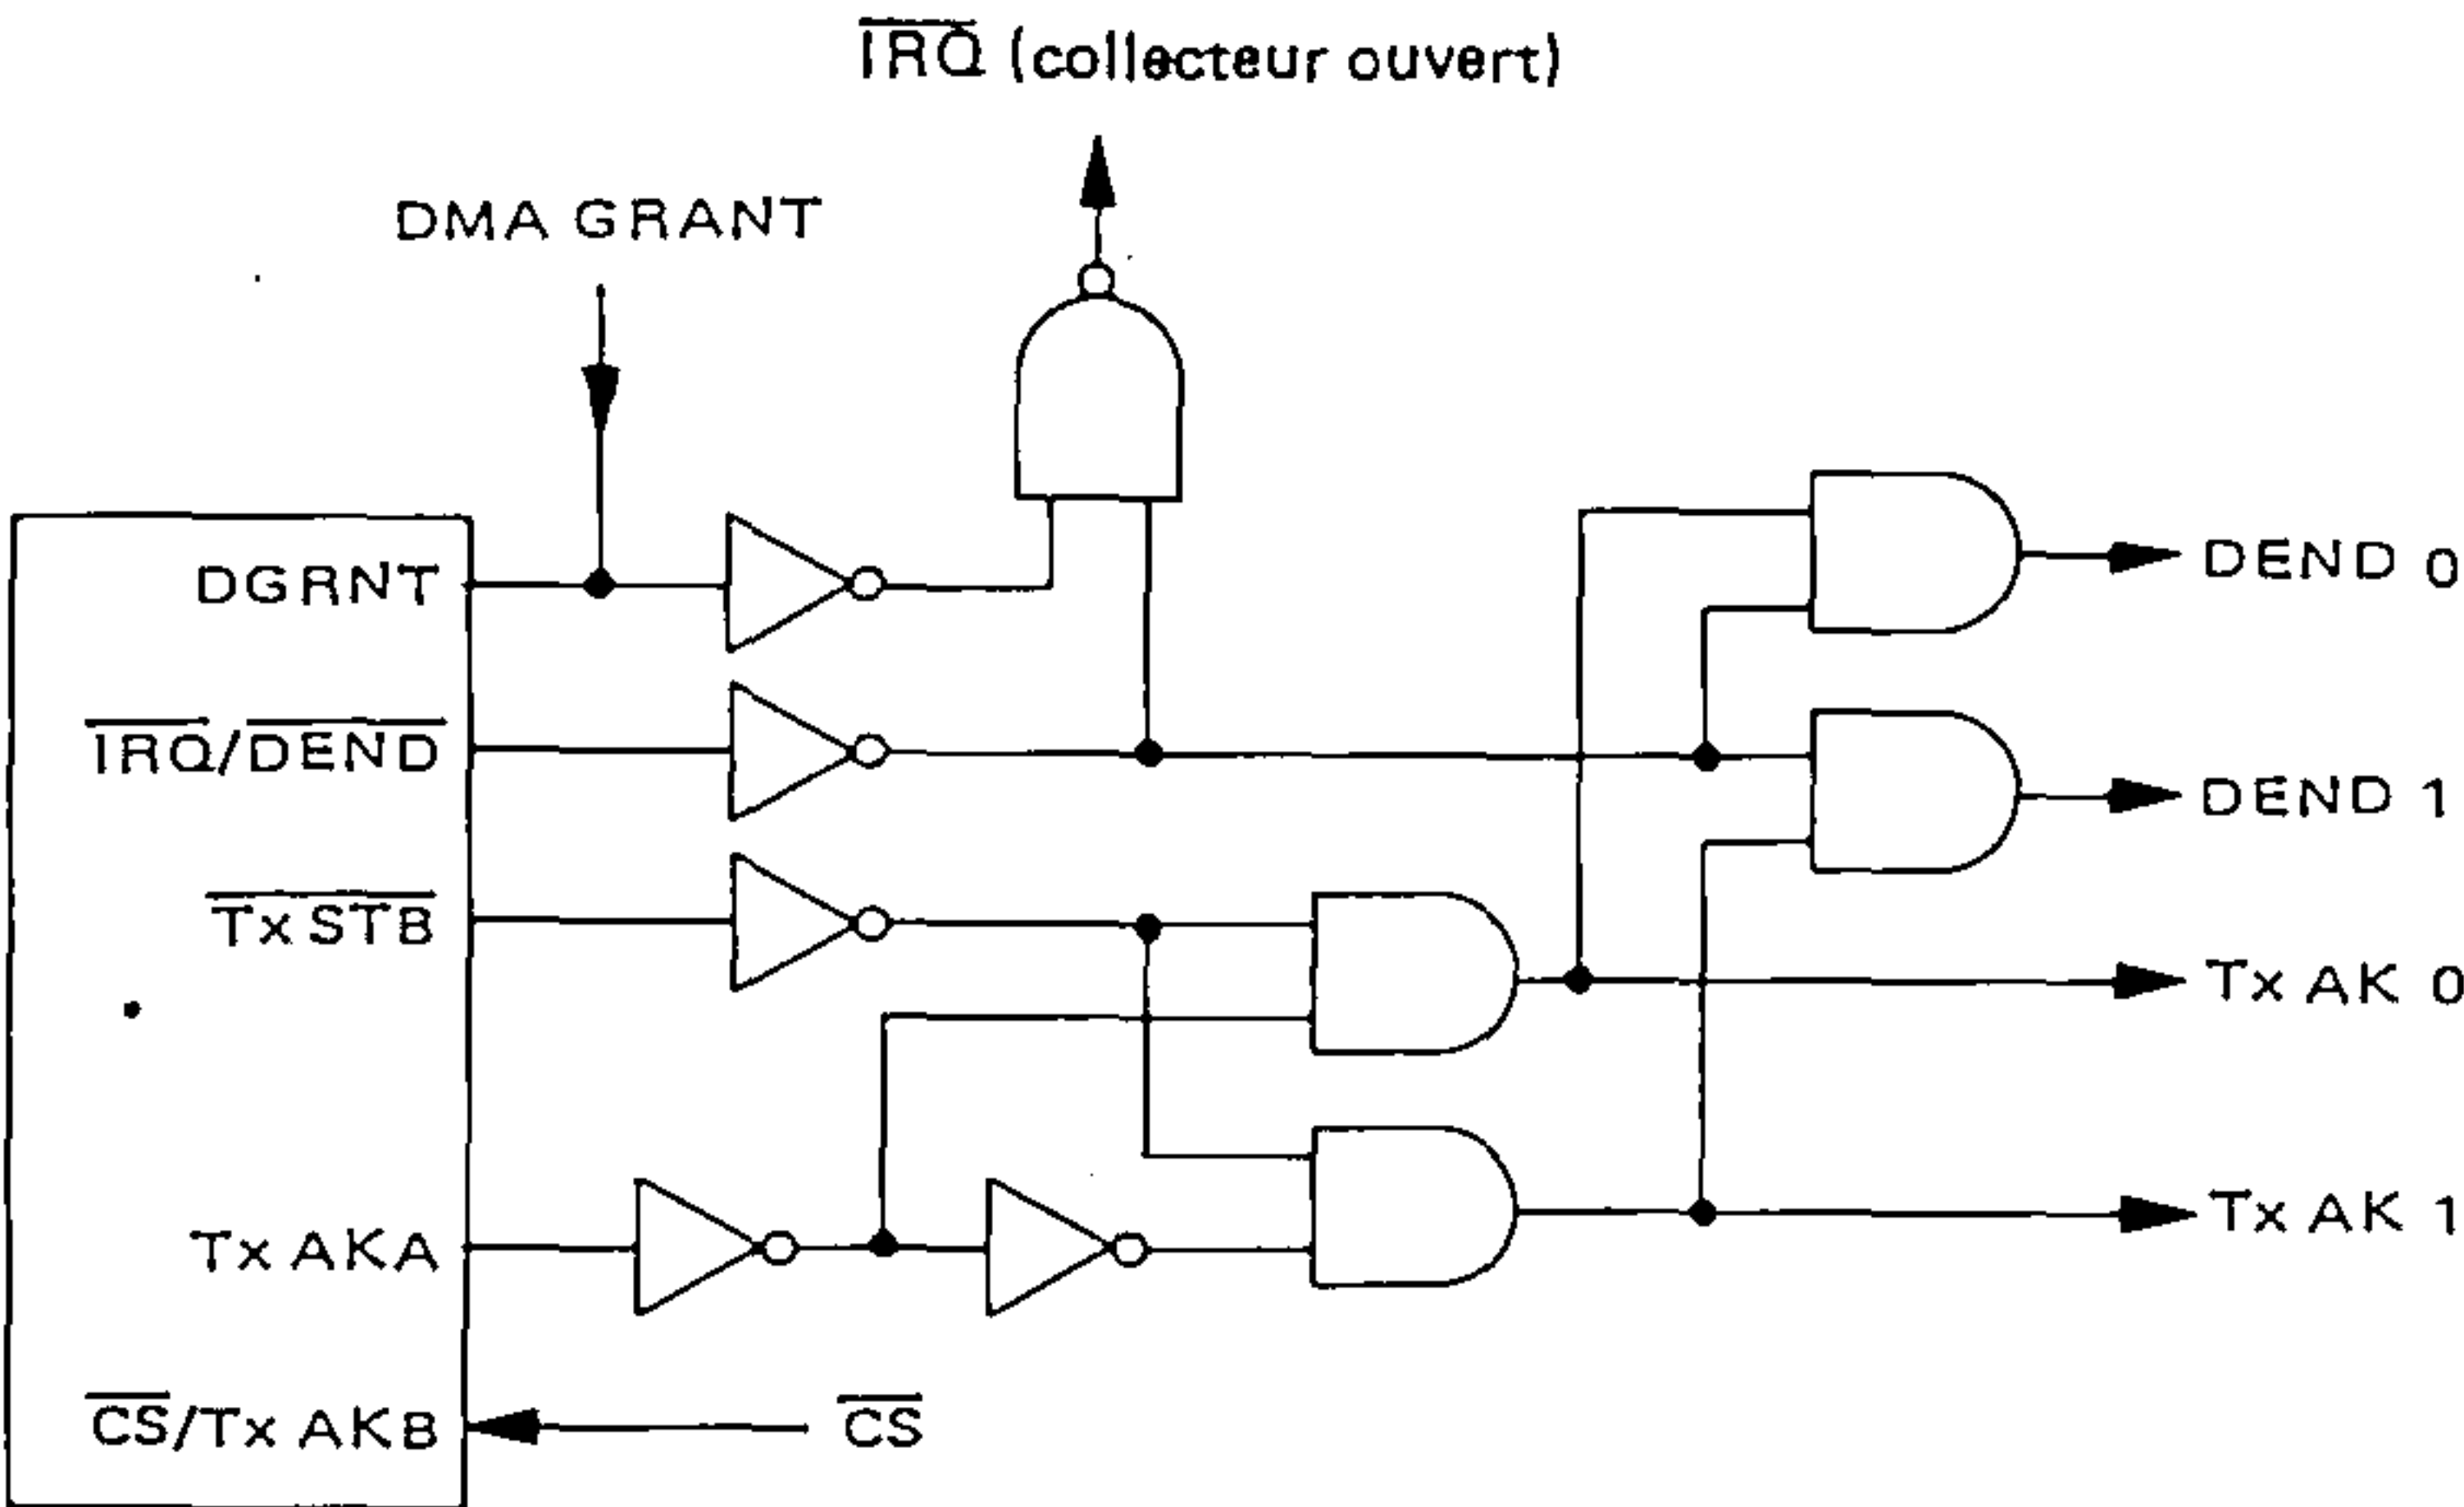 IRQ (collecteur ouvert)
DMA GRANT
DGRNT
DEND 0
IRQ/DEND
DEND 1
Tx STB
Tx AK 0
Tx AKA
Tx AK 1
CS/Tx AKB
CS